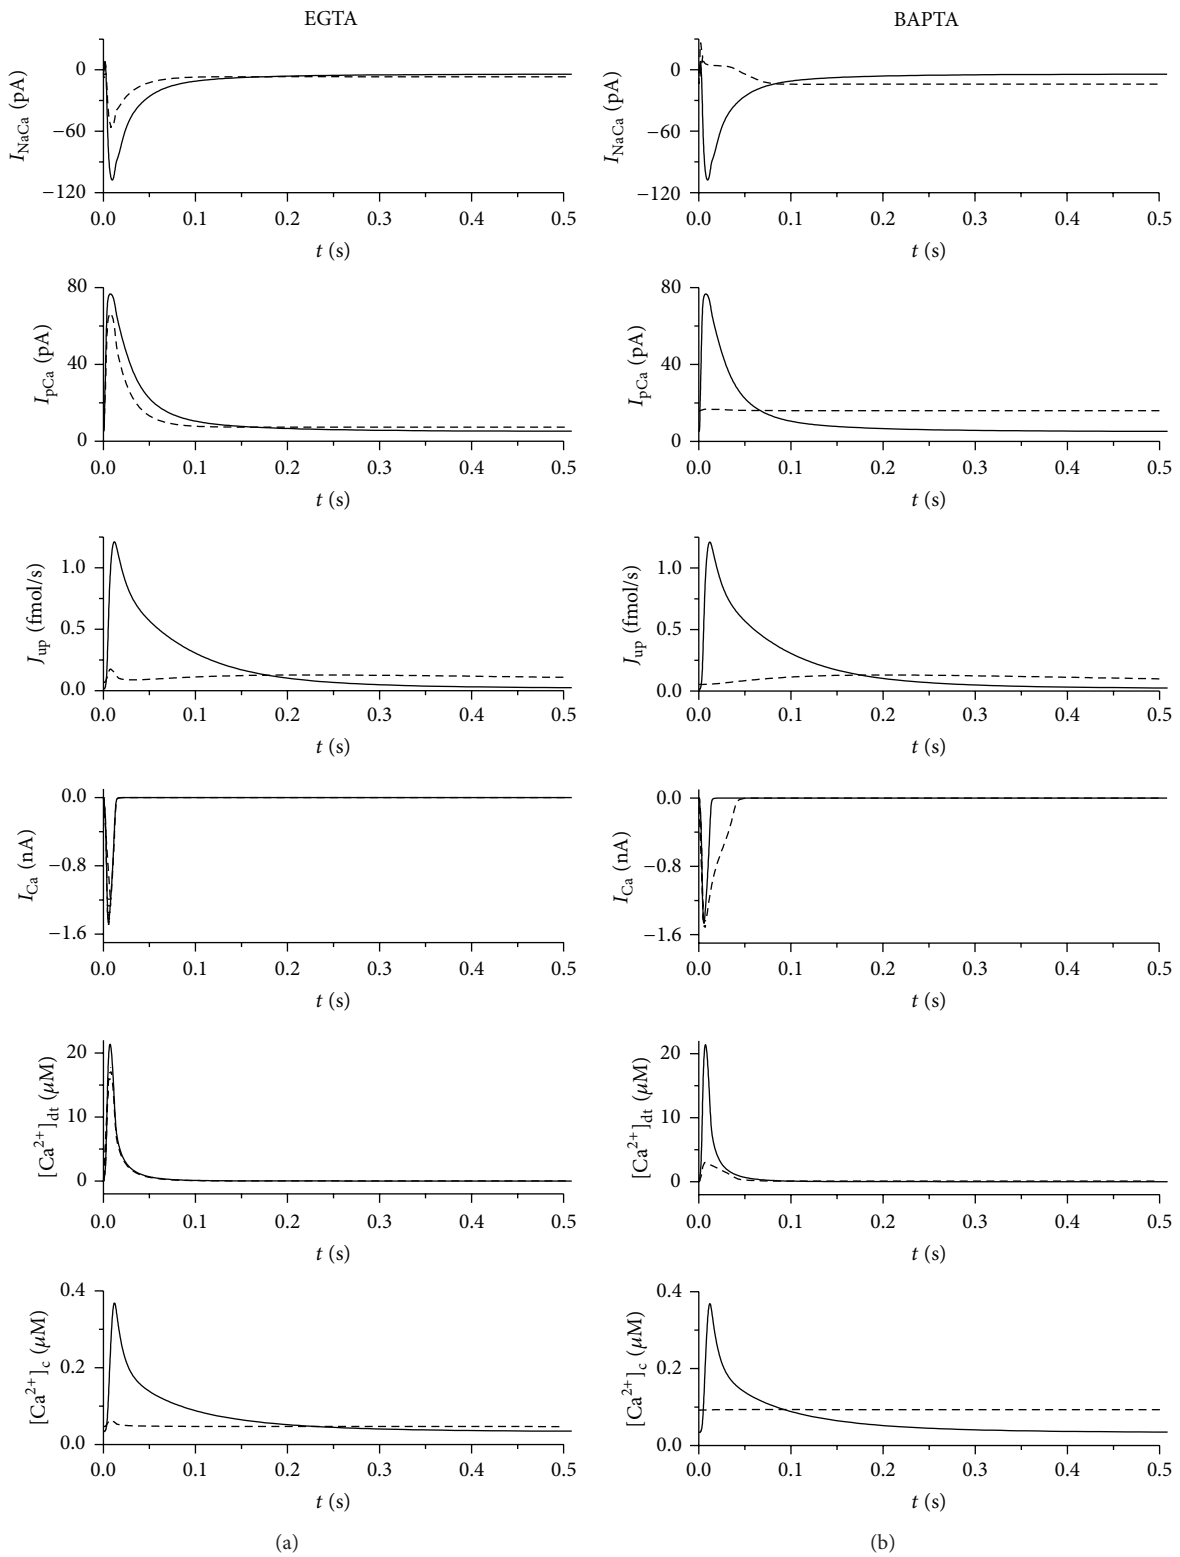 EGTA
BAPTA
I_NaCa (pA)
0
−60
−120
0.0 0.1 0.2 0.3 0.4 0.5
t (s)
I_NaCa (pA)
0
−60
−120
0.0 0.1 0.2 0.3 0.4 0.5
t (s)
I_pCa (pA)
80
40
0
0.0 0.1 0.2 0.3 0.4 0.5
t (s)
I_pCa (pA)
80
40
0
0.0 0.1 0.2 0.3 0.4 0.5
t (s)
J_up (fmol/s)
1.0
0.5
0.0
0.0 0.1 0.2 0.3 0.4 0.5
t (s)
J_up (fmol/s)
1.0
0.5
0.0
0.0 0.1 0.2 0.3 0.4 0.5
t (s)
I_Ca (nA)
0.0
−0.8
−1.6
0.0 0.1 0.2 0.3 0.4 0.5
t (s)
I_Ca (nA)
0.0
−0.8
−1.6
0.0 0.1 0.2 0.3 0.4 0.5
t (s)
[Ca²⁺]_dt (μM)
20
10
0
0.0 0.1 0.2 0.3 0.4 0.5
t (s)
[Ca²⁺]_dt (μM)
20
10
0
0.0 0.1 0.2 0.3 0.4 0.5
t (s)
[Ca²⁺]_c (μM)
0.4
0.2
0.0
0.0 0.1 0.2 0.3 0.4 0.5
t (s)
[Ca²⁺]_c (μM)
0.4
0.2
0.0
0.0 0.1 0.2 0.3 0.4 0.5
t (s)
(a)
(b)